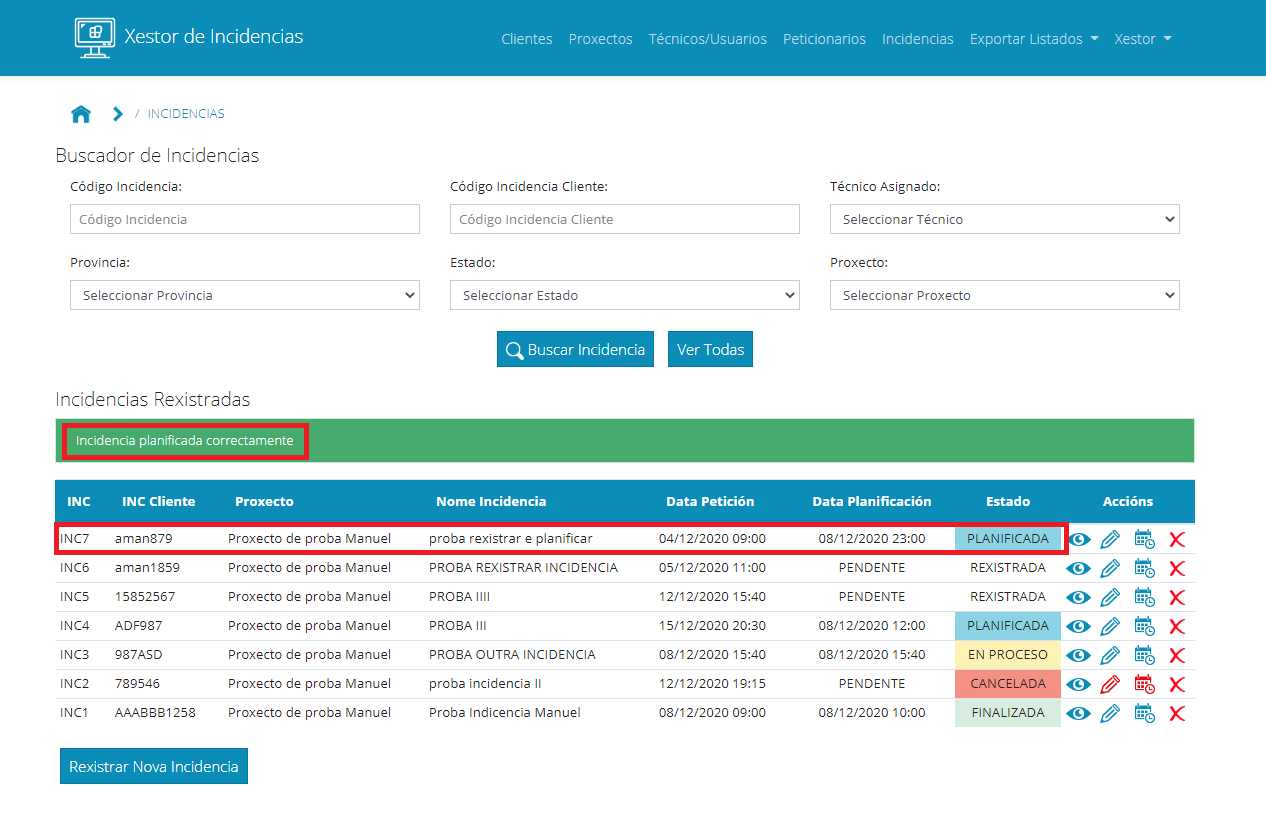 Xestor de Incidencias
Clientes Proxectos Técnicos/Usuarios Peticionarios Incidencias Exportar Listados Xestor
/ INCIDENCIAS
Buscador de Incidencias
Código Incidencia: Código Incidencia Cliente: Técnico Asignado:
Código Incidencia Código Incidencia Cliente Seleccionar Técnico
Provincia: Estado: Proxecto:
Seleccionar Provincia Seleccionar Estado Seleccionar Proxecto
Buscar Incidencia Ver Todas
Incidencias Rexistradas
Incidencia planificada correctamente
INC INC Cliente Proxecto Nome Incidencia Data Petición Data Planificación Estado Accións
INC7 aman879 Proxecto de proba Manuel proba rexistrar e planificar 04/12/2020 09:00 08/12/2020 23:00 PLANIFICADA
INC6 aman1859 Proxecto de proba Manuel PROBA REXISTRAR INCIDENCIA 05/12/2020 11:00 PENDENTE REXISTRADA
INC5 15852567 Proxecto de proba Manuel PROBA IIII 12/12/2020 15:40 PENDENTE REXISTRADA
INC4 ADF987 Proxecto de proba Manuel PROBA III 15/12/2020 20:30 08/12/2020 12:00 PLANIFICADA
INC3 987ASD Proxecto de proba Manuel PROBA OUTRA INCIDENCIA 08/12/2020 15:40 08/12/2020 15:40 EN PROCESO
INC2 789546 Proxecto de proba Manuel proba incidencia II 12/12/2020 19:15 PENDENTE CANCELADA
INC1 AAABBB1258 Proxecto de proba Manuel Proba Indicencia Manuel 08/12/2020 09:00 08/12/2020 10:00 FINALIZADA
Rexistrar Nova Incidencia